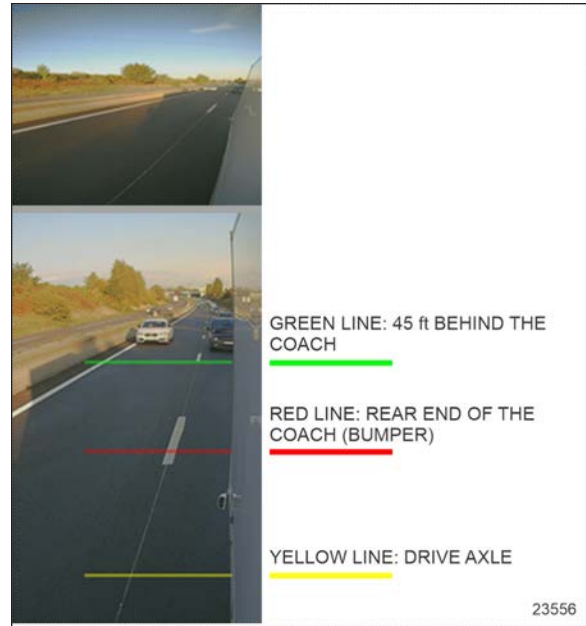 GREEN LINE: 45 ft BEHIND THE
COACH
RED LINE: REAR END OF THE
COACH (BUMPER)
YELLOW LINE: DRIVE AXLE
23556